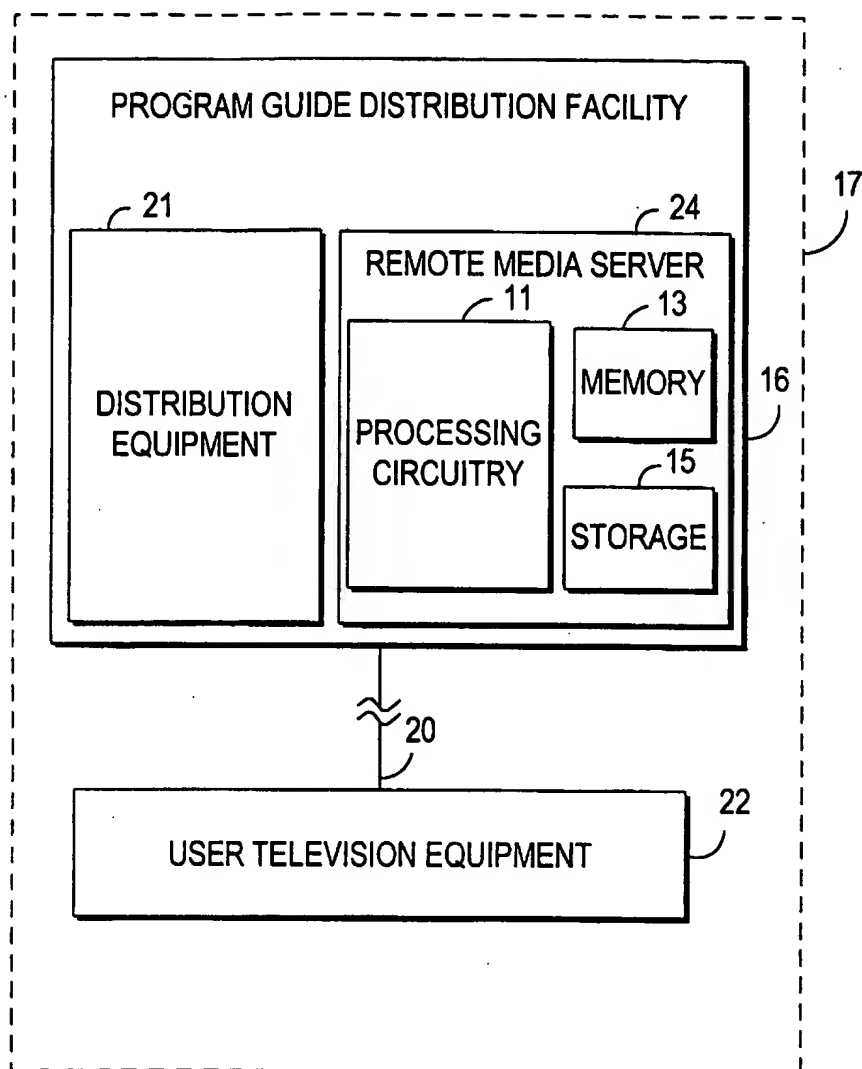 PROGRAM GUIDE DISTRIBUTION FACILITY
17
21
24
REMOTE MEDIA SERVER
11
13
MEMORY
16
DISTRIBUTION
EQUIPMENT
PROCESSING
CIRCUITRY
15
STORAGE
20
22
USER TELEVISION EQUIPMENT